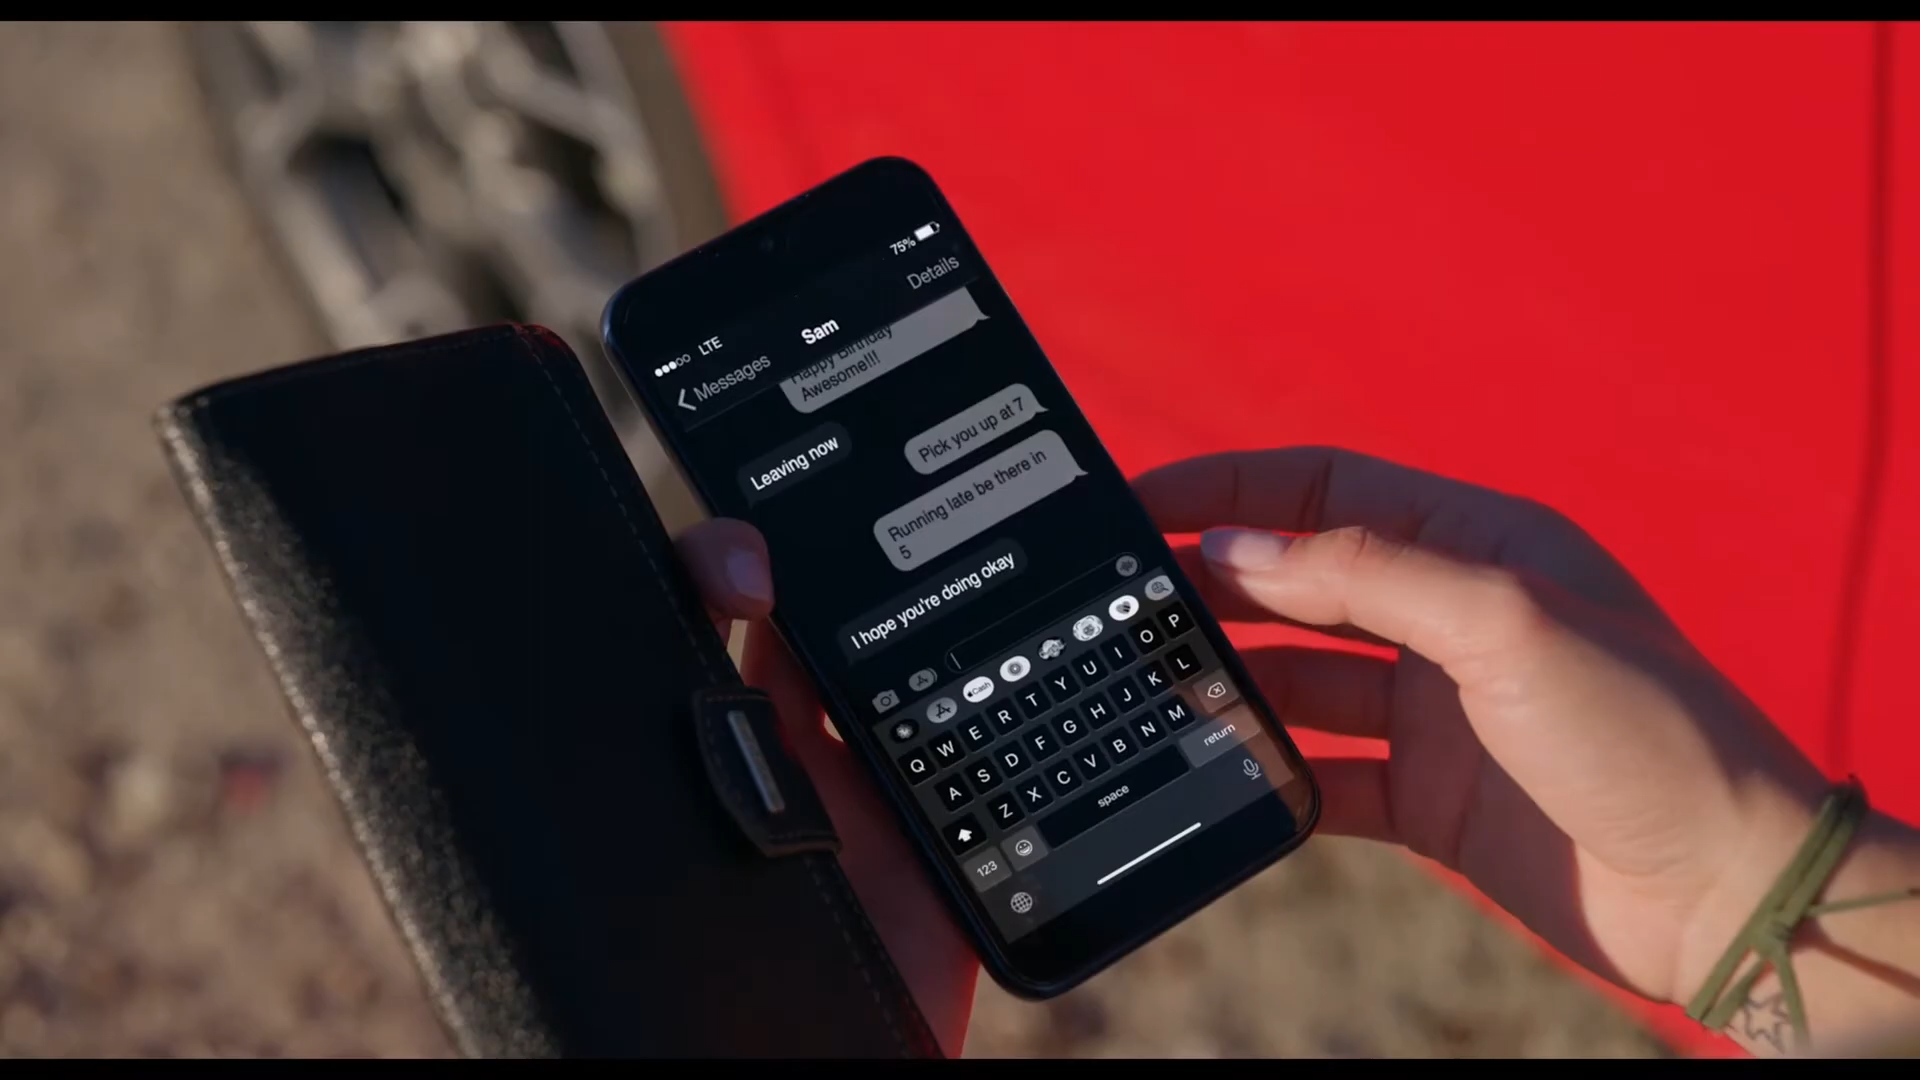 75%
LTE
Details
Messages
Sam
Happy Birthday
Awesome!!!
Pick you up at 7
Leaving now
Running late be there in
5
I hope you're doing okay
Cash
Q W E R T Y U I O P
A S D F G H J K L
Z X C V B N M
return
123
space